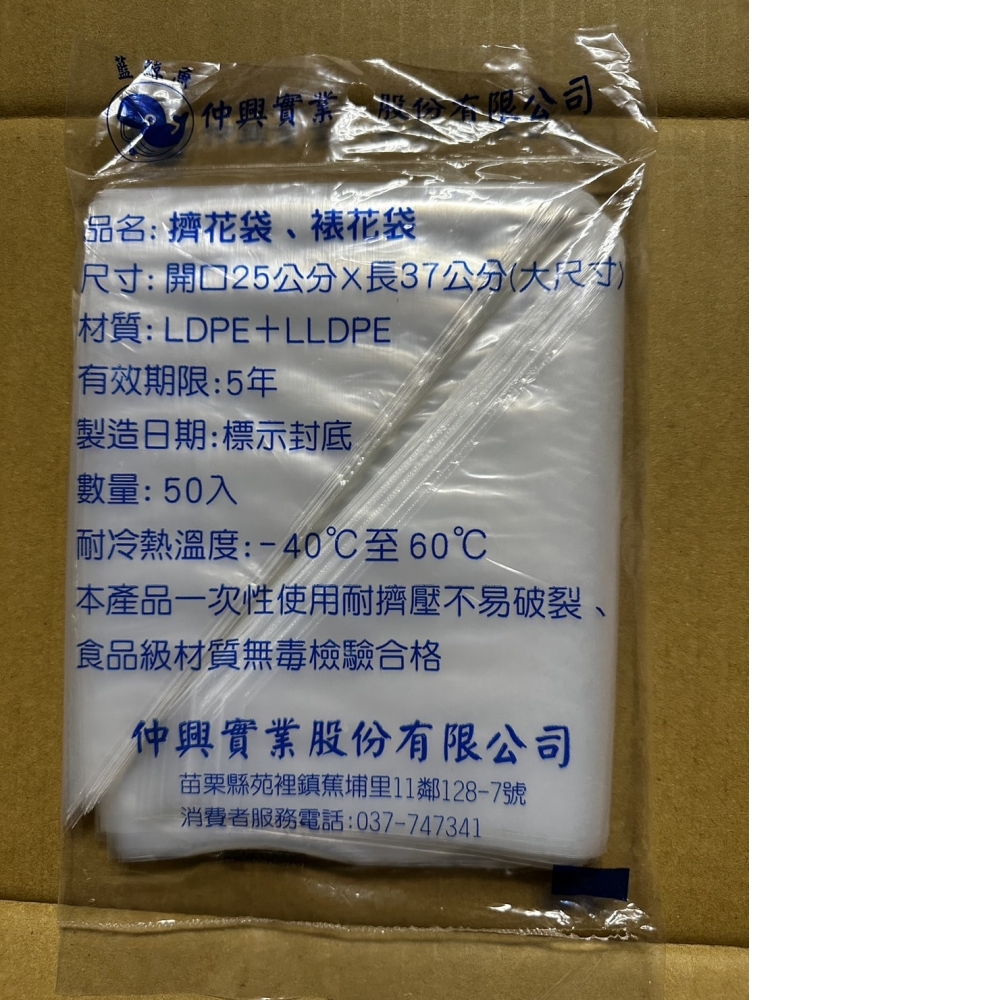 藍鯨牌
仲興實業股份有限公司
品名: 擠花袋、裱花袋
尺寸: 開口25公分X長37公分(大尺寸)
材質: LDPE+LLDPE
有效期限:5年
製造日期:標示封底
數量: 50入
耐冷熱溫度:-40℃至60℃
本產品一次性使用耐擠壓不易破裂、
食品級材質無毒檢驗合格
仲興實業股份有限公司
苗栗縣苑裡鎮蕉埔里11鄰128-7號
消費者服務電話:037-747341